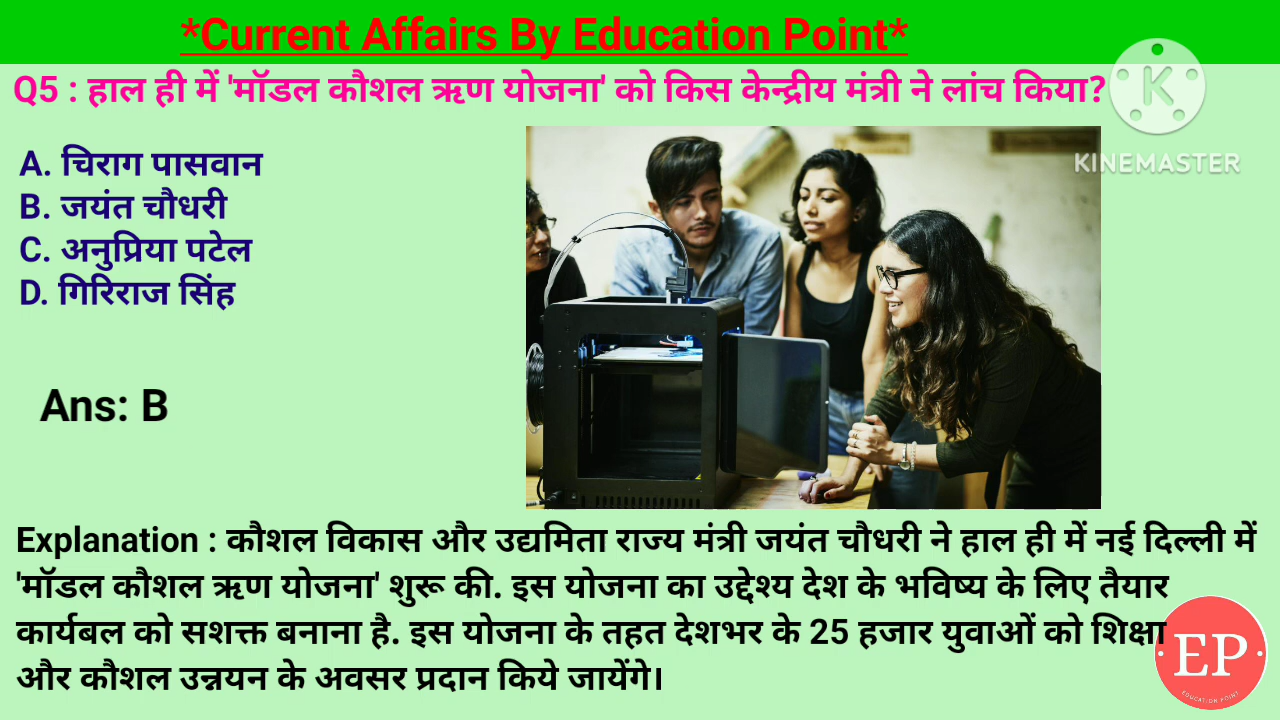 *Current Affairs By Education Point*
Q5 : हाल ही में 'मॉडल कौशल ऋण योजना' को किस केन्द्रीय मंत्री ने लांच किया?
K
KINEMASTER
A. चिराग पासवान
B. जयंत चौधरी
C. अनुप्रिया पटेल
D. गिरिराज सिंह
Ans: B
Explanation : कौशल विकास और उद्यमिता राज्य मंत्री जयंत चौधरी ने हाल ही में नई दिल्ली में
'मॉडल कौशल ऋण योजना' शुरू की. इस योजना का उद्देश्य देश के भविष्य के लिए तैयार
कार्यबल को सशक्त बनाना है. इस योजना के तहत देशभर के 25 हजार युवाओं को शिक्षा
और कौशल उन्नयन के अवसर प्रदान किये जायेंगे।
EP
EDUCATION POINT